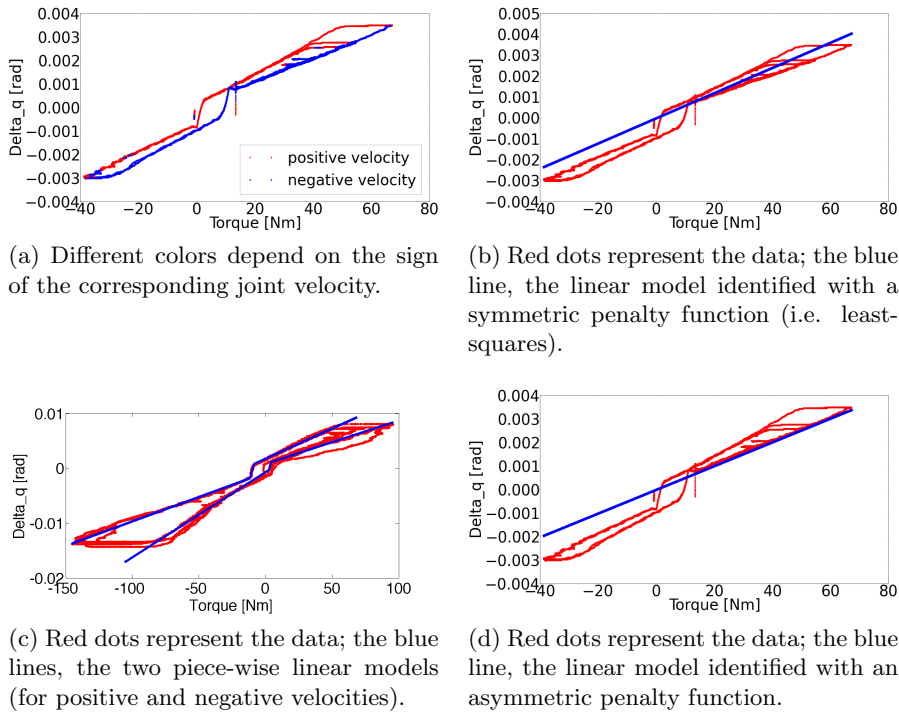 0.004
0.003
0.002
0.001
0.000
−0.001
−0.002
−0.003
−0.004
Delta_q [rad]
−40 −20 0 20 40 60 80
Torque [Nm]
positive velocity
negative velocity
(a) Different colors depend on the sign
of the corresponding joint velocity.
0.005
0.004
0.003
0.002
0.001
0.000
−0.001
−0.002
−0.003
−0.004
Delta_q [rad]
−40 −20 0 20 40 60 80
Torque [Nm]
(b) Red dots represent the data; the blue
line, the linear model identified with a
symmetric penalty function (i.e. least-
squares).
0.01
0
-0.01
-0.02
Delta_q [rad]
-150 -100 -50 0 50 100
Torque [Nm]
(c) Red dots represent the data; the blue
lines, the two piece-wise linear models
(for positive and negative velocities).
0.004
0.003
0.002
0.001
0.000
−0.001
−0.002
−0.003
−0.004
Delta_q [rad]
−40 −20 0 20 40 60 80
Torque [Nm]
(d) Red dots represent the data; the blue
line, the linear model identified with an
asymmetric penalty function.